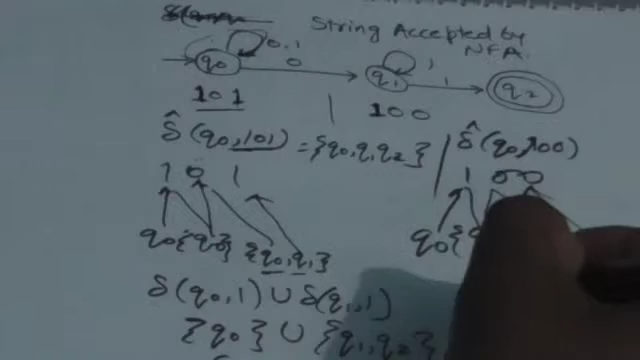 String Accepted by
NFA
0,1
q0 0 q1 1 1 q2
101 | 100
δ̂(q0,101) = {q0,q1,q2} | δ̂(q0,100)
1 0 1 1 0 0
q0 {q0} {q0,q1} q0 {
δ(q0,1) ∪ δ(q1,1)
{q0} ∪ {q1,q2}